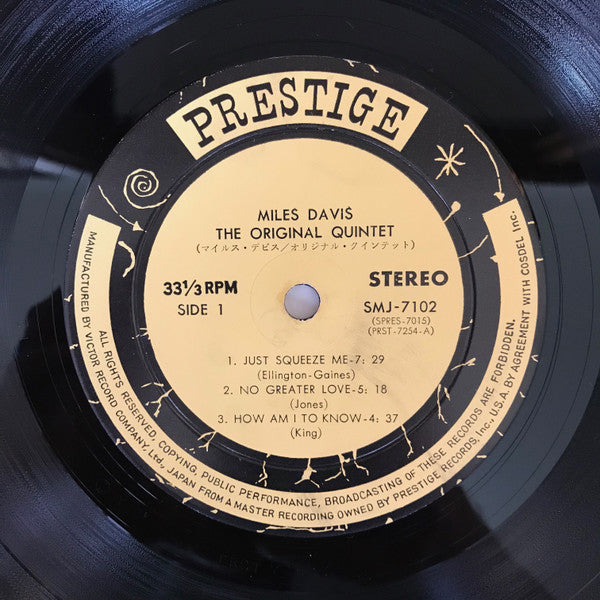 PRESTIGE
MILES DAVIS
THE ORIGINAL QUINTET
(マイルス・デビス/オリジナル・クインテット)
33⅓ RPM
STEREO
SIDE 1
SMJ-7102
(SPRES-7015)
(PRST-7254-A)
1. JUST SQUEEZE ME-7: 29
(Ellington-Gaines)
2. NO GREATER LOVE-5: 18
(Jones)
3. HOW AM I TO KNOW-4: 37
(King)
ALL RIGHTS RESERVED, COPYING, PUBLIC PERFORMANCE, BROADCASTING OF THESE RECORDS ARE FORBIDDEN.
MANUFACTURED BY VICTOR RECORD COMPANY, Ltd., JAPAN FROM A MASTER RECORDING OWNED BY PRESTIGE RECORDS, Inc., U.S.A. BY AGREEMENT WITH COSDEL Inc.